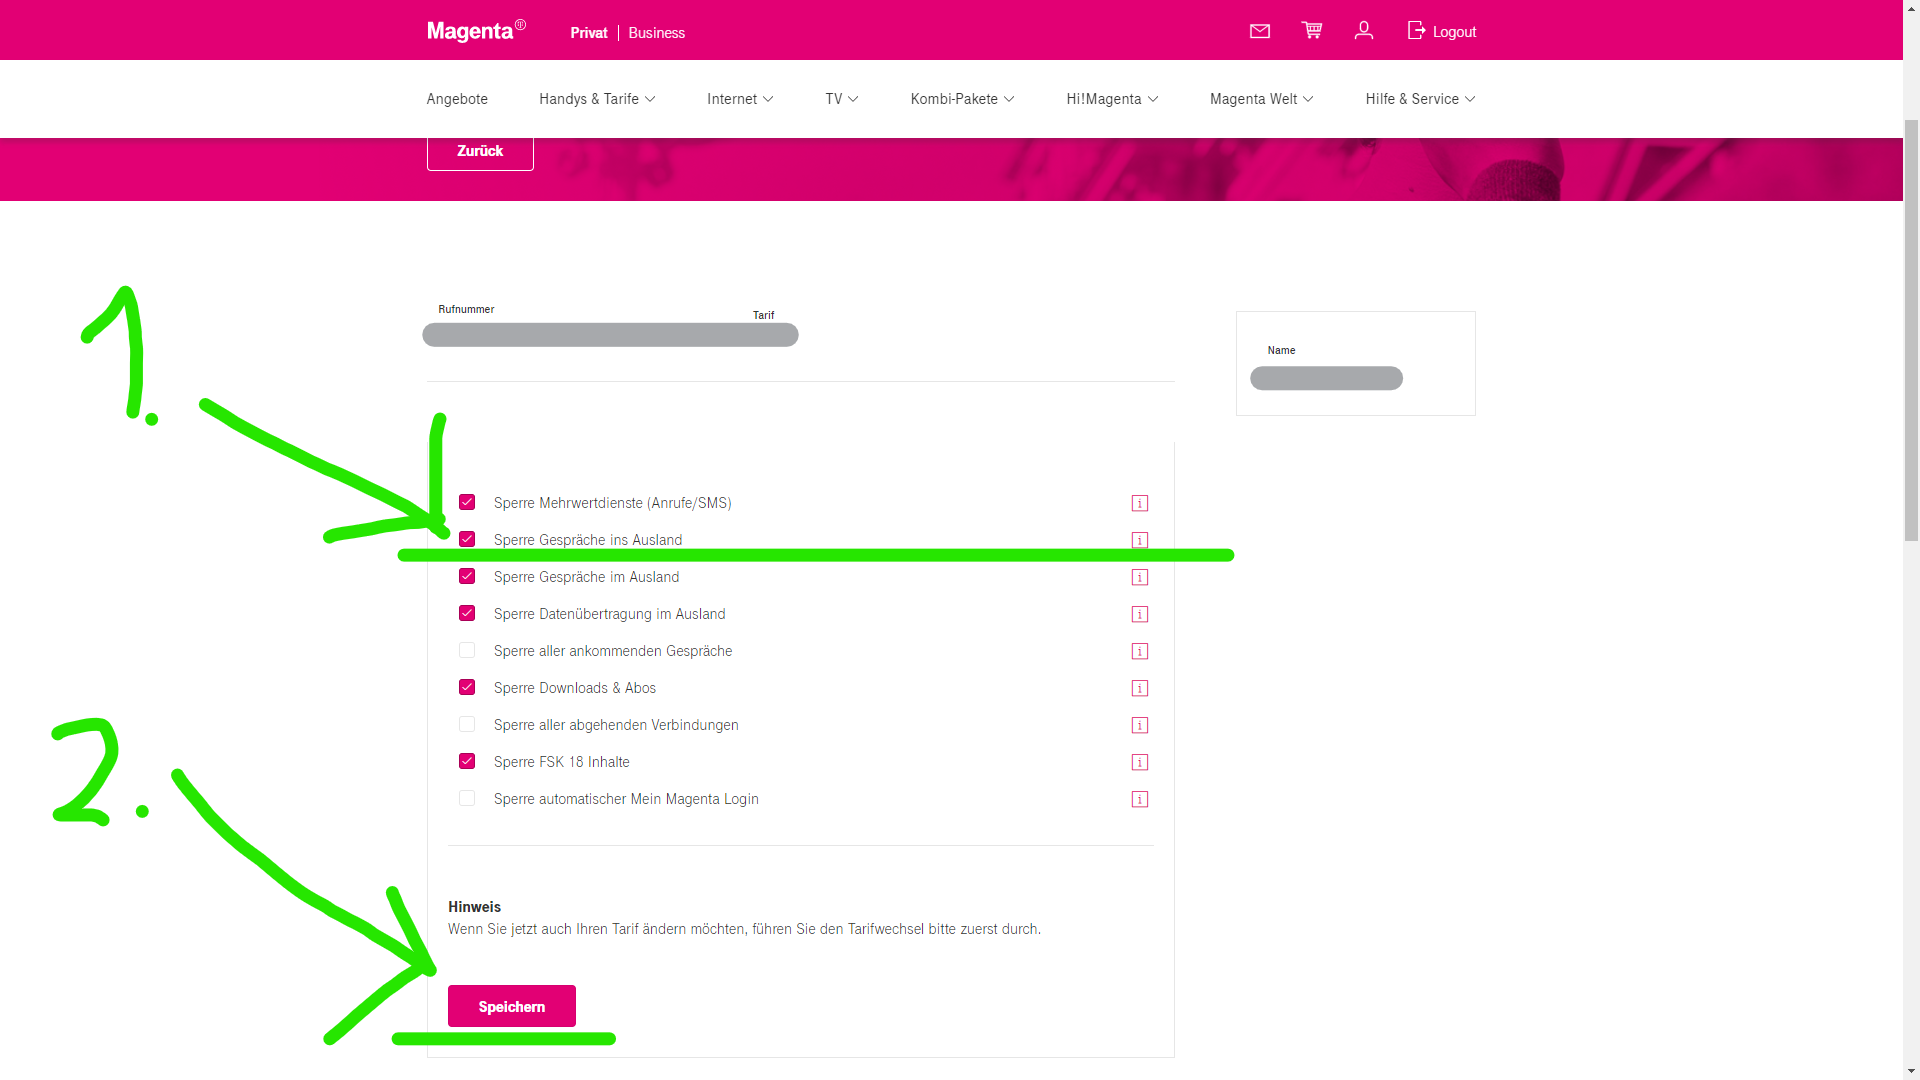 Magenta
Privat | Business
Logout
Angebote Handys & Tarife Internet TV Kombi-Pakete Hi!Magenta Magenta Welt Hilfe & Service
Zurück
1.
Rufnummer
Tarif
Name
Sperre Mehrwertdienste (Anrufe/SMS)
Sperre Gespräche ins Ausland
Sperre Gespräche im Ausland
Sperre Datenübertragung im Ausland
Sperre aller ankommenden Gespräche
Sperre Downloads & Abos
Sperre aller abgehenden Verbindungen
Sperre FSK 18 Inhalte
Sperre automatischer Mein Magenta Login
2.
Hinweis
Wenn Sie jetzt auch Ihren Tarif ändern möchten, führen Sie den Tarifwechsel bitte zuerst durch.
Speichern